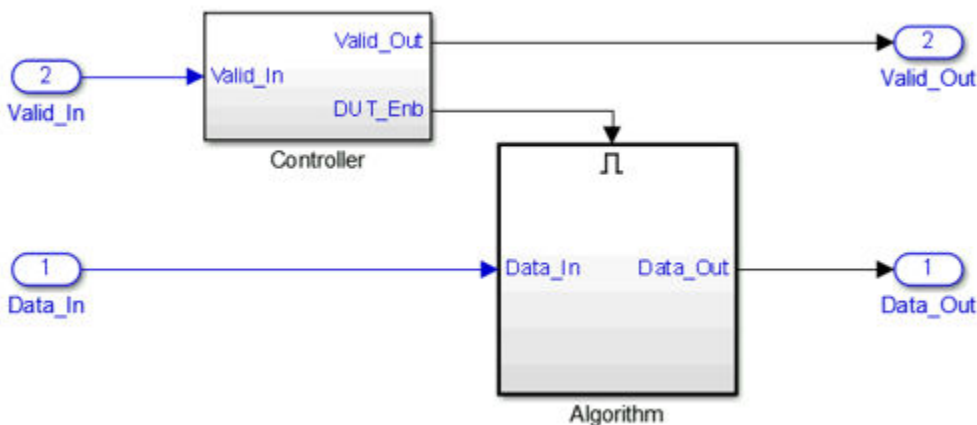 Valid_Out
2
2
Valid_In
Valid_In
Valid_Out
DUT_Enb
Controller
1
Data_In
Data_Out
1
Data_In
Data_Out
Algorithm